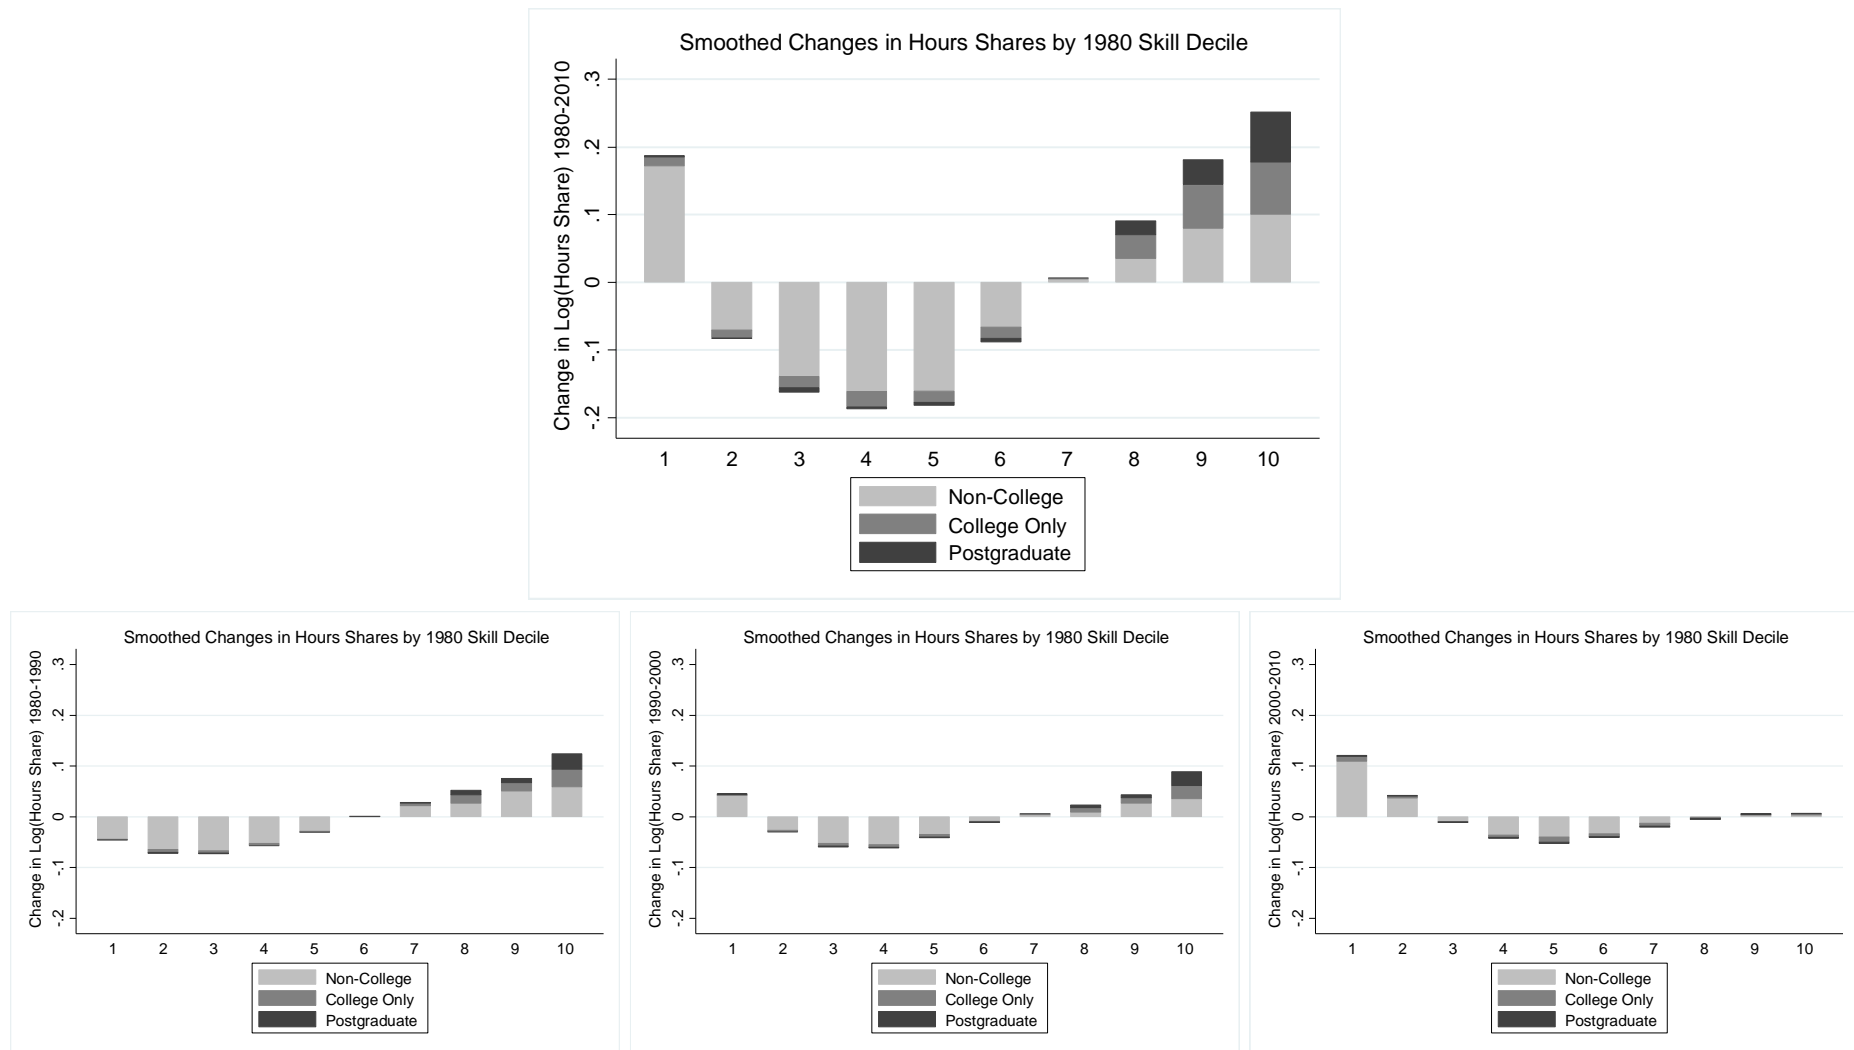 Smoothed Changes in Hours Shares by 1980 Skill Decile
Change in Log(Hours Share) 1980-2010
.3
.2
.1
0
-.1
-.2
1 2 3 4 5 6 7 8 9 10
Non-College
College Only
Postgraduate
Smoothed Changes in Hours Shares by 1980 Skill Decile
Change in Log(Hours Share) 1980-1990
.3
.2
.1
0
-.1
-.2
1 2 3 4 5 6 7 8 9 10
Non-College
College Only
Postgraduate
Smoothed Changes in Hours Shares by 1980 Skill Decile
Change in Log(Hours Share) 1990-2000
.3
.2
.1
0
-.1
-.2
1 2 3 4 5 6 7 8 9 10
Non-College
College Only
Postgraduate
Smoothed Changes in Hours Shares by 1980 Skill Decile
Change in Log(Hours Share) 2000-2010
.3
.2
.1
0
-.1
-.2
1 2 3 4 5 6 7 8 9 10
Non-College
College Only
Postgraduate